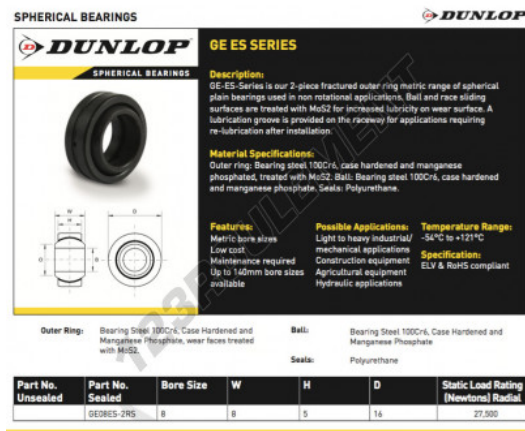 SPHERICAL BEARINGS
DUNLOP
DUNLOP
SPHERICAL BEARINGS
GE ES SERIES
Description:
GE-ES-Series is our 2-piece fractured outer ring metric range of spherical
plain bearings used in non rotational applications. Ball and race sliding
surfaces are treated with MoS2 for increased lubricity on wear surface. A
lubrication groove is provided on the raceway for applications requiring
re-lubrication after installation.
Material Specifications:
Outer ring: Bearing steel 100Cr6, case hardened and manganese
phosphated, treated with MoS2. Ball: Bearing steel 100Cr6, case hardened
and manganese phosphate. Seals: Polyurethane.
W
H
D
O
B
Features:
Metric bore sizes
Low cost
Maintenance required
Up to 140mm bore sizes
available
Possible Applications:
Light to heavy industrial/
mechanical applications
Construction equipment
Agricultural equipment
Hydraulic applications
Temperature Range:
-54°C to +121°C
Specification:
ELV & RoHS compliant
123ROULEMENT
Outer Ring: Bearing Steel 100Cr6, Case Hardened and
Manganese Phosphate, wear faces treated
with MoS2.
Ball: Bearing Steel 100Cr6, Case Hardened and
Manganese Phosphate
Seals: Polyurethane
Part No. Unsealed Part No. Sealed Bore Size W H D Static Load Rating (Newtons) Radial
GE08ES-2RS 8 8 5 16 27,500